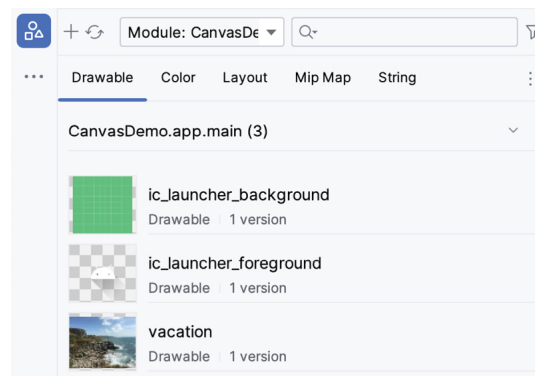 Module: CanvasDe
Drawable Color Layout Mip Map String
CanvasDemo.app.main (3)
ic_launcher_background
Drawable 1 version
ic_launcher_foreground
Drawable 1 version
vacation
Drawable 1 version